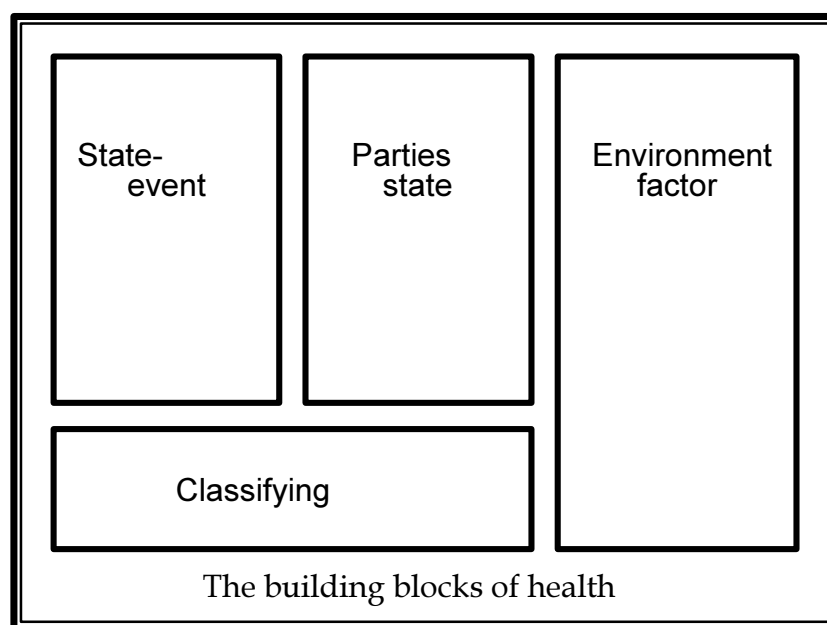 State-
event
Parties
state
Environment
factor
Classifying
The building blocks of health